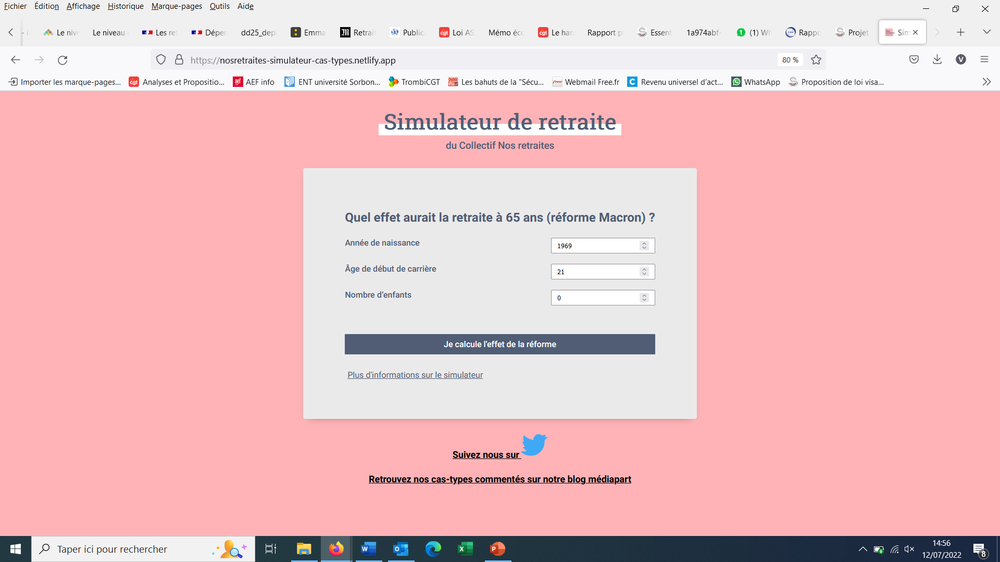 Fichier Édition Affichage Historique Marque-pages Outils Aide
Le nive Le niveau Les ret Dépen dd25_dep Emma Retrait Public Loi AS Mémo éco Le han Rapport p Essent 1a974abf- (1) Wh Rappo Projet Sim
https://nosretraites-simulateur-cas-types.netlify.app 80 %
Importer les marque-pages... Analyses et Propositio... AEF info ENT université Sorbon... TrombiCGT Les bahuts de la "Sécu... Webmail Free.fr Revenu universel d'act... WhatsApp Proposition de loi visa...
Simulateur de retraite
du Collectif Nos retraites
Quel effet aurait la retraite à 65 ans (réforme Macron) ?
Année de naissance 1969
Âge de début de carrière 21
Nombre d'enfants 0
Je calcule l'effet de la réforme
Plus d'informations sur le simulateur
Suivez nous sur
Retrouvez nos cas-types commentés sur notre blog médiapart
Taper ici pour rechercher
14:56
12/07/2022
8